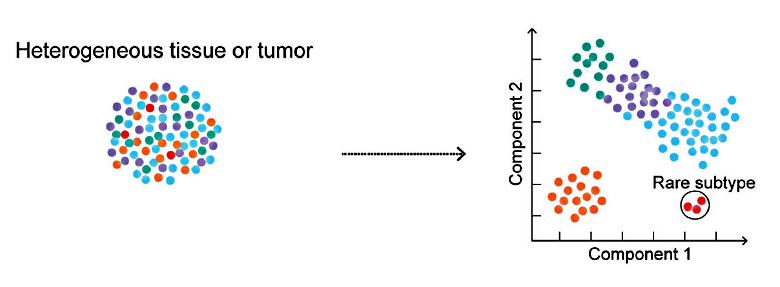 Heterogeneous tissue or tumor
Component 2
Rare subtype
Component 1